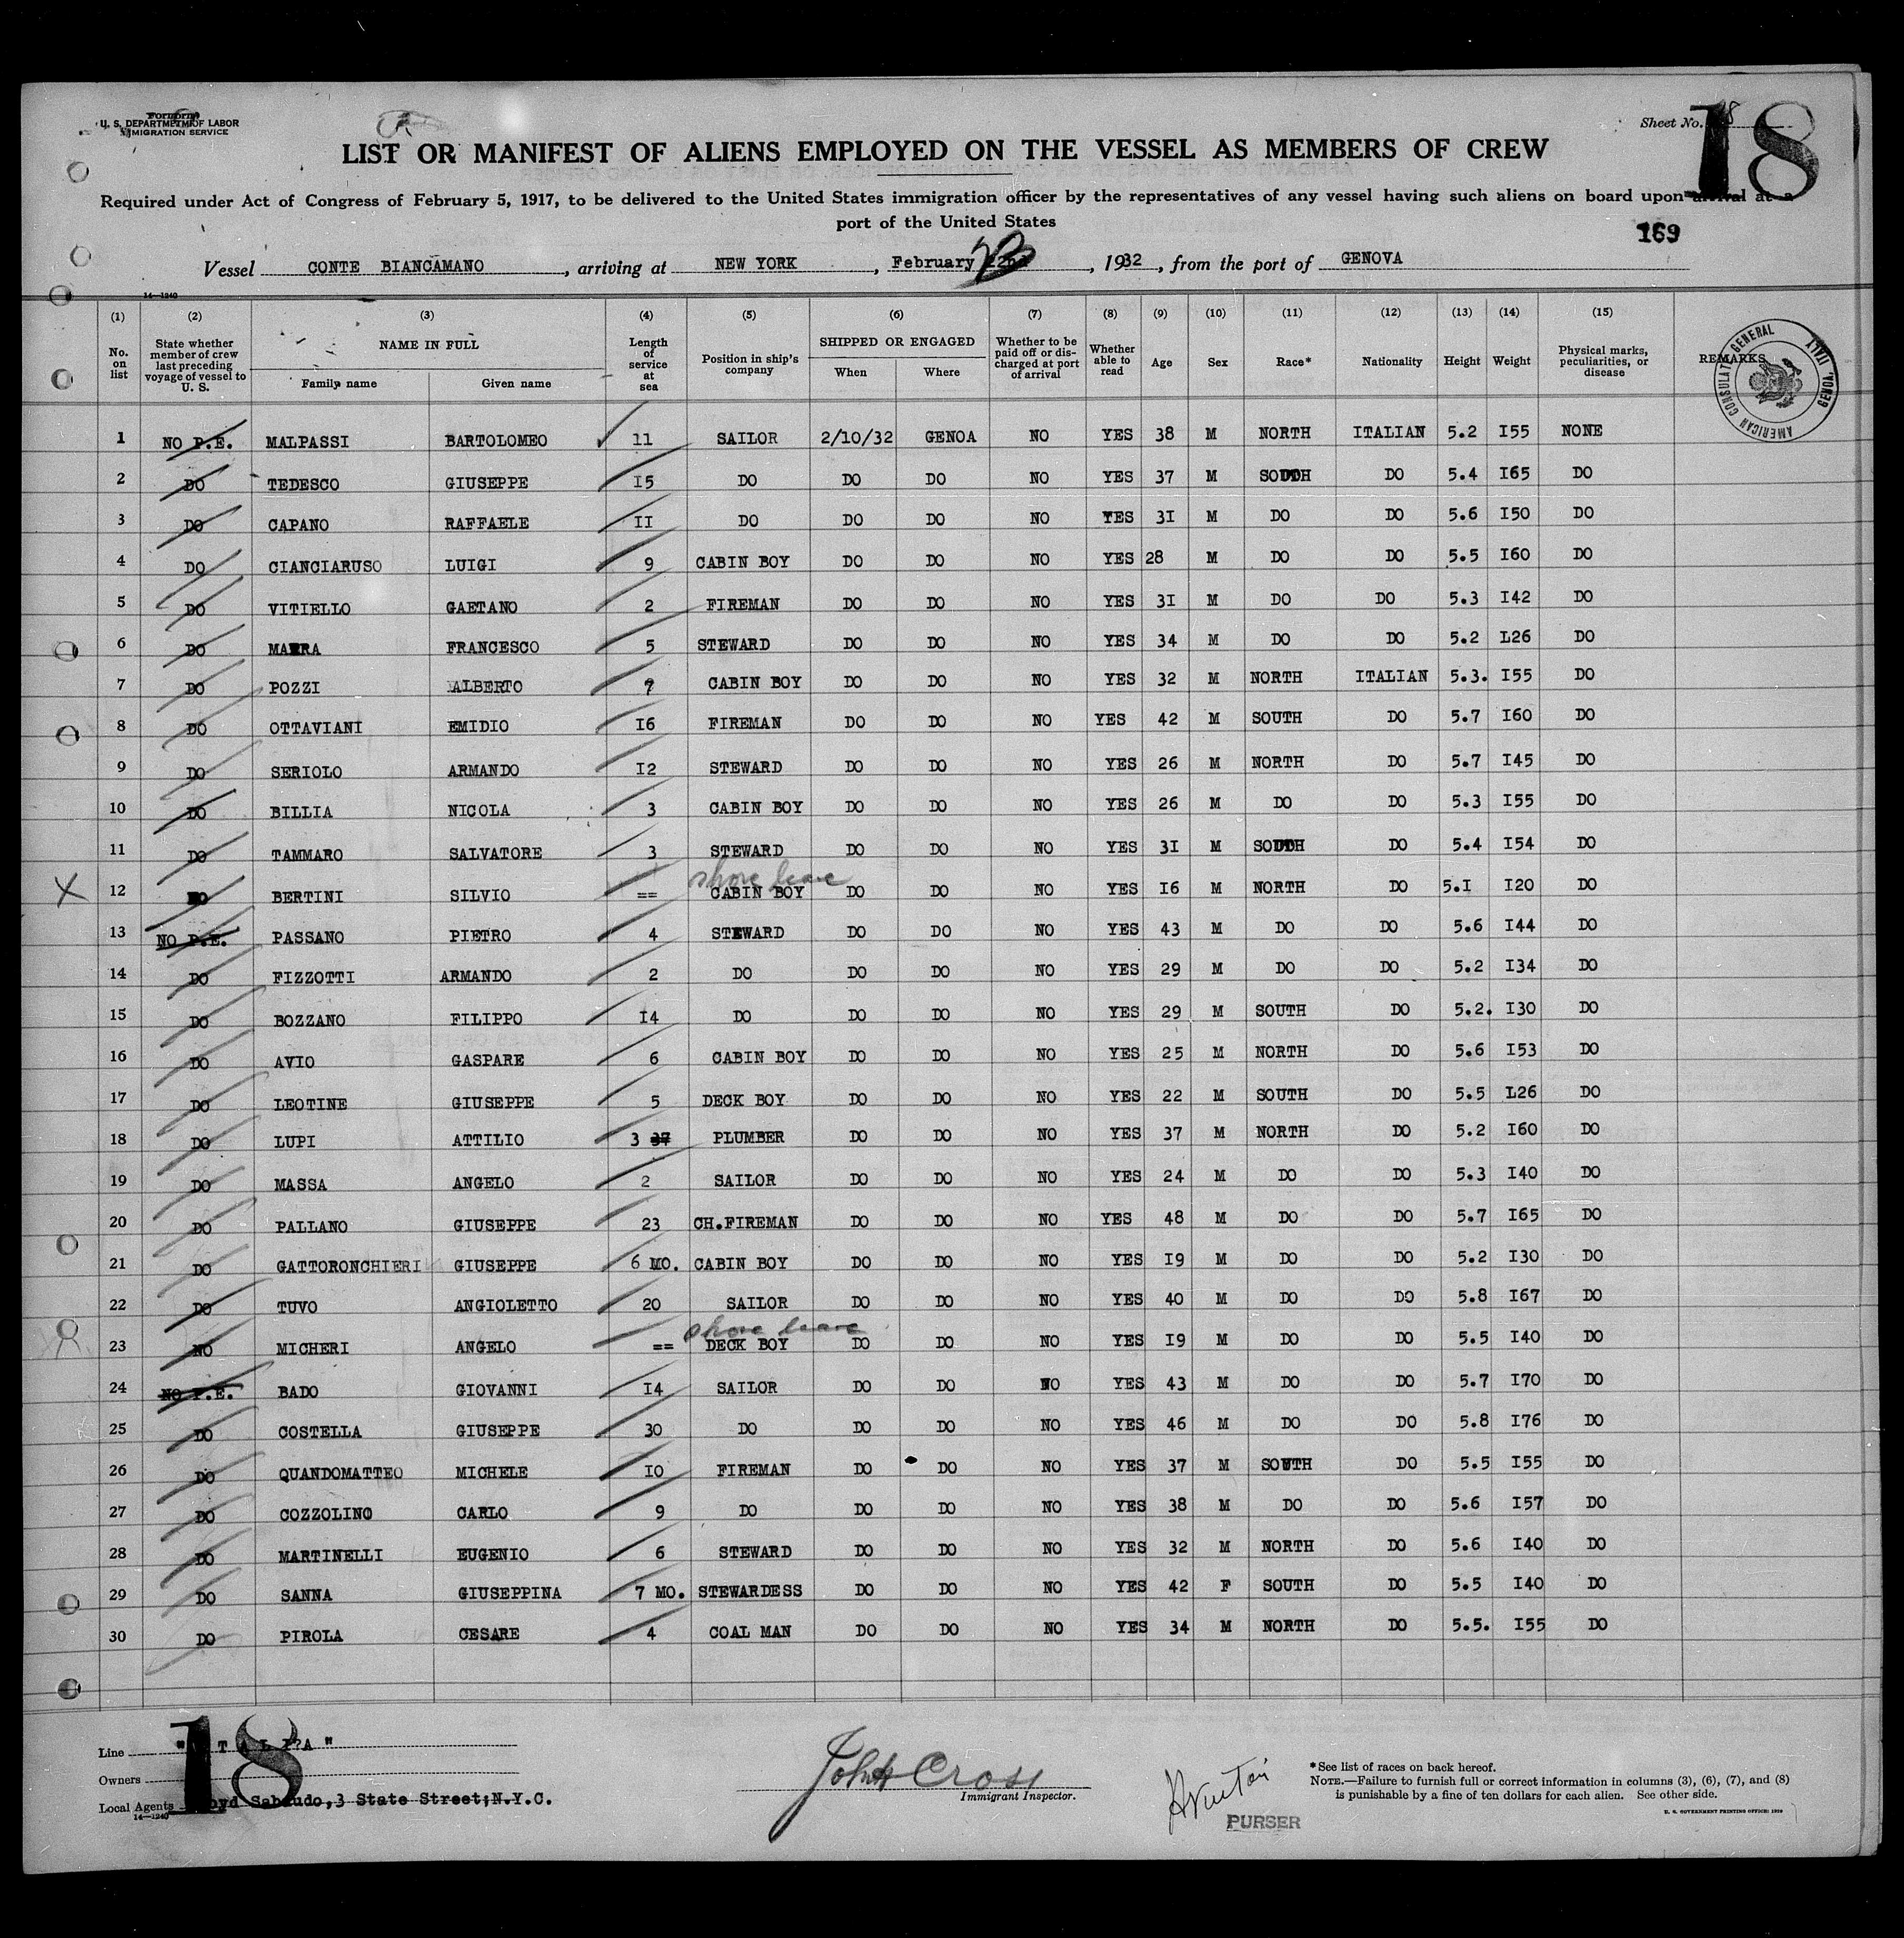 U. S. DEPARTMENT OF LABOR
IMMIGRATION SERVICE
Sheet No. 18
18
LIST OR MANIFEST OF ALIENS EMPLOYED ON THE VESSEL AS MEMBERS OF CREW
Required under Act of Congress of February 5, 1917, to be delivered to the United States immigration officer by the representatives of any vessel having such aliens on board upon arrival at a
port of the United States
169
Vessel CONTE BIANCAMANO, arriving at NEW YORK, February, 1932, from the port of GENOVA
14—1240
(1) (2) (3) (4) (5) (6) (7) (8) (9) (10) (11) (12) (13) (14) (15)
No. on list State whether member of crew last preceding voyage of vessel to U. S. NAME IN FULL Family name Given name Length of service at sea Position in ship's company SHIPPED OR ENGAGED When Where Whether to be paid off or discharged at port of arrival Whether able to read Age Sex Race* Nationality Height Weight Physical marks, peculiarities, or disease REMARKS
AMERICAN CONSULATE GENERAL GENOA, ITALY
1 NO P.E. MALPASSI BARTOLOMEO 11 SAILOR 2/10/32 GENOA NO YES 38 M NORTH ITALIAN 5.2 I55 NONE
2 DO TEDESCO GIUSEPPE I5 DO DO DO NO YES 37 M SOUTH DO 5.4 I65 DO
3 DO CAPANO RAFFAELE II DO DO DO NO YES 3I M DO DO 5.6 I50 DO
4 DO CIANCIARUSO LUIGI 9 CABIN BOY DO DO NO YES 28 M DO DO 5.5 I60 DO
5 DO VITIELLO GAETANO 2 FIREMAN DO DO NO YES 3I M DO DO 5.3 I42 DO
6 DO MARRA FRANCESCO 5 STEWARD DO DO NO YES 34 M DO DO 5.2 L26 DO
7 DO POZZI ALBERTO 7 CABIN BOY DO DO NO YES 32 M NORTH ITALIAN 5.3. I55 DO
8 DO OTTAVIANI EMIDIO I6 FIREMAN DO DO NO YES 42 M SOUTH DO 5.7 I60 DO
9 DO SERIOLO ARMANDO I2 STEWARD DO DO NO YES 26 M NORTH DO 5.7 I45 DO
10 DO BILLIA NICOLA 3 CABIN BOY DO DO NO YES 26 M DO DO 5.3 I55 DO
11 DO TAMMARO SALVATORE 3 STEWARD DO DO NO YES 3I M SOUTH DO 5.4 I54 DO
shore leave
X 12 NO BERTINI SILVIO == CABIN BOY DO DO NO YES I6 M NORTH DO 5.I I20 DO
13 NO P.E. PASSANO PIETRO 4 STEWARD DO DO NO YES 43 M DO DO 5.6 I44 DO
14 DO FIZZOTTI ARMANDO 2 DO DO DO NO YES 29 M DO DO 5.2 I34 DO
15 DO BOZZANO FILIPPO I4 DO DO DO NO YES 29 M SOUTH DO 5.2. I30 DO
16 DO AVIO GASPARE 6 CABIN BOY DO DO NO YES 25 M NORTH DO 5.6 I53 DO
17 DO LEOTINE GIUSEPPE 5 DECK BOY DO DO NO YES 22 M SOUTH DO 5.5 L26 DO
18 DO LUPI ATTILIO 3 37 PLUMBER DO DO NO YES 37 M NORTH DO 5.2 I60 DO
19 DO MASSA ANGELO 2 SAILOR DO DO NO YES 24 M DO DO 5.3 I40 DO
20 DO PALLANO GIUSEPPE 23 CH.FIREMAN DO DO NO YES 48 M DO DO 5.7 I65 DO
21 DO GATTORONCHIERI GIUSEPPE 6 MO. CABIN BOY DO DO NO YES I9 M DO DO 5.2 I30 DO
22 DO TUVO ANGIOLETTO 20 SAILOR DO DO NO YES 40 M DO DO 5.8 I67 DO
shore leave
23 NO MICHERI ANGELO == DECK BOY DO DO NO YES I9 M DO DO 5.5 I40 DO
24 NO P.E. BADO GIOVANNI I4 SAILOR DO DO NO YES 43 M DO DO 5.7 I70 DO
25 DO COSTELLA GIUSEPPE 30 DO DO DO NO YES 46 M DO DO 5.8 I76 DO
26 DO QUANDOMATTEO MICHELE IO FIREMAN DO DO NO YES 37 M SOUTH DO 5.5 I55 DO
27 DO COZZOLINO CARLO 9 DO DO DO NO YES 38 M DO DO 5.6 I57 DO
28 DO MARTINELLI EUGENIO 6 STEWARD DO DO NO YES 32 M NORTH DO 5.6 I40 DO
29 DO SANNA GIUSEPPINA 7 MO. STEWARDESS DO DO NO YES 42 F SOUTH DO 5.5 I40 DO
30 DO PIROLA CESARE 4 COAL MAN DO DO NO YES 34 M NORTH DO 5.5. I55 DO
18
Line
Owners
Local Agents Lloyd Sabaudo,3 State Street;N.Y.C.
14—1240
John Cross
Immigrant Inspector.
PURSER
*See list of races on back hereof.
NOTE.—Failure to furnish full or correct information in columns (3), (6), (7), and (8)
is punishable by a fine of ten dollars for each alien. See other side.
U. S. GOVERNMENT PRINTING OFFICE: 1930